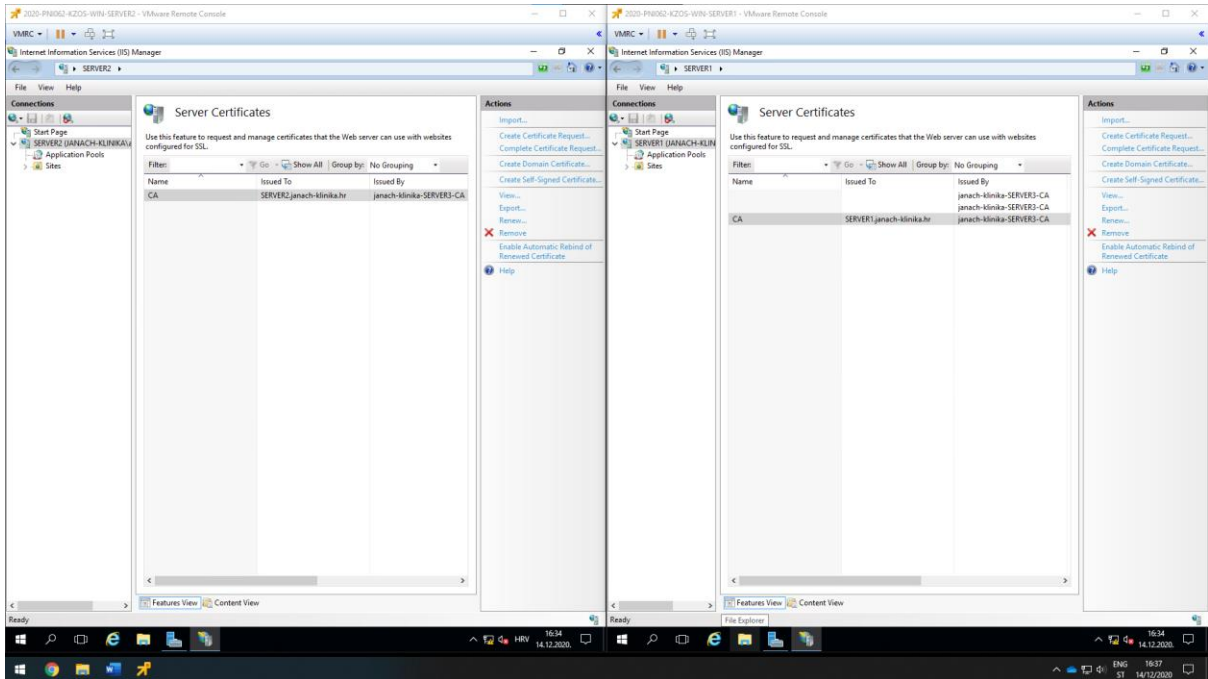 2020-PNI062-KZOS-WIN-SERVER2 - VMware Remote Console
VMRC
Internet Information Services (IIS) Manager
SERVER2
File View Help
Connections
Start Page
SERVER2 (JANACH-KLINIKA\
Application Pools
Sites
Server Certificates
Use this feature to request and manage certificates that the Web server can use with websites
configured for SSL.
Filter: Go Show All Group by: No Grouping
Name Issued To Issued By
CA SERVER2.janach-klinika.hr janach-klinika-SERVER3-CA
Features View Content View
Actions
Import...
Create Certificate Request...
Complete Certificate Request...
Create Domain Certificate...
Create Self-Signed Certificate...
View...
Export...
Renew...
Remove
Enable Automatic Rebind of
Renewed Certificate
Help
Ready
HRV 16:34
14.12.2020.
2020-PNI062-KZOS-WIN-SERVER1 - VMware Remote Console
VMRC
Internet Information Services (IIS) Manager
SERVER1
File View Help
Connections
Start Page
SERVER1 (JANACH-KLIN
Application Pools
Sites
Server Certificates
Use this feature to request and manage certificates that the Web server can use with websites
configured for SSL.
Filter: Go Show All Group by: No Grouping
Name Issued To Issued By
janach-klinika-SERVER3-CA
janach-klinika-SERVER3-CA
CA SERVER1.janach-klinika.hr janach-klinika-SERVER3-CA
Features View Content View
Actions
Import...
Create Certificate Request...
Complete Certificate Request...
Create Domain Certificate...
Create Self-Signed Certificate...
View...
Export...
Renew...
Remove
Enable Automatic Rebind of
Renewed Certificate
Help
Ready
File Explorer
16:34
14.12.2020.
ENG 16:37
ST 14/12/2020